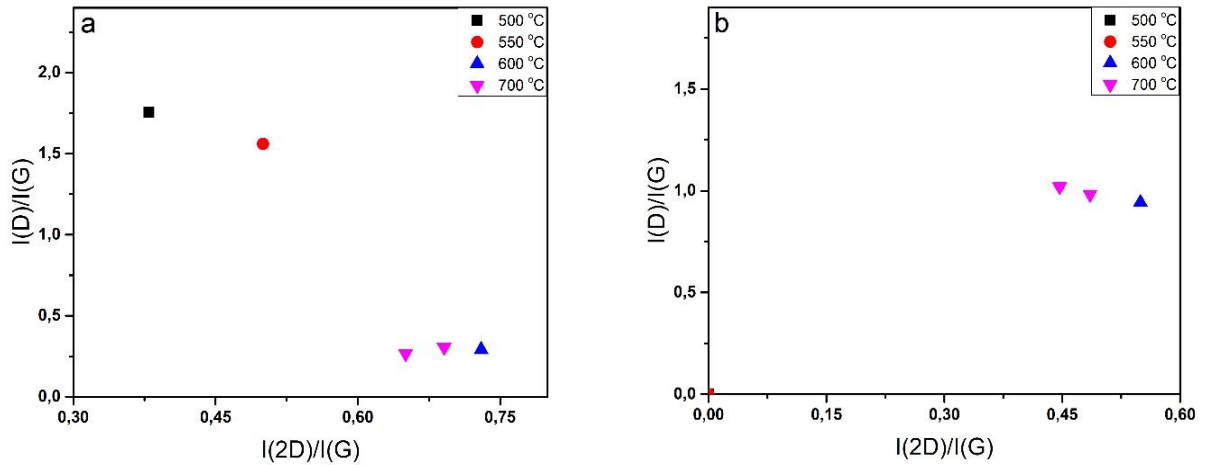 a
500 °C
550 °C
600 °C
700 °C
2,0
1,5
1,0
0,5
0,0
I(D)/I(G)
0,30 0,45 0,60 0,75
I(2D)/I(G)
b
500 °C
550 °C
600 °C
700 °C
1,5
1,0
0,5
0,0
I(D)/I(G)
0,00 0,15 0,30 0,45 0,60
I(2D)/I(G)